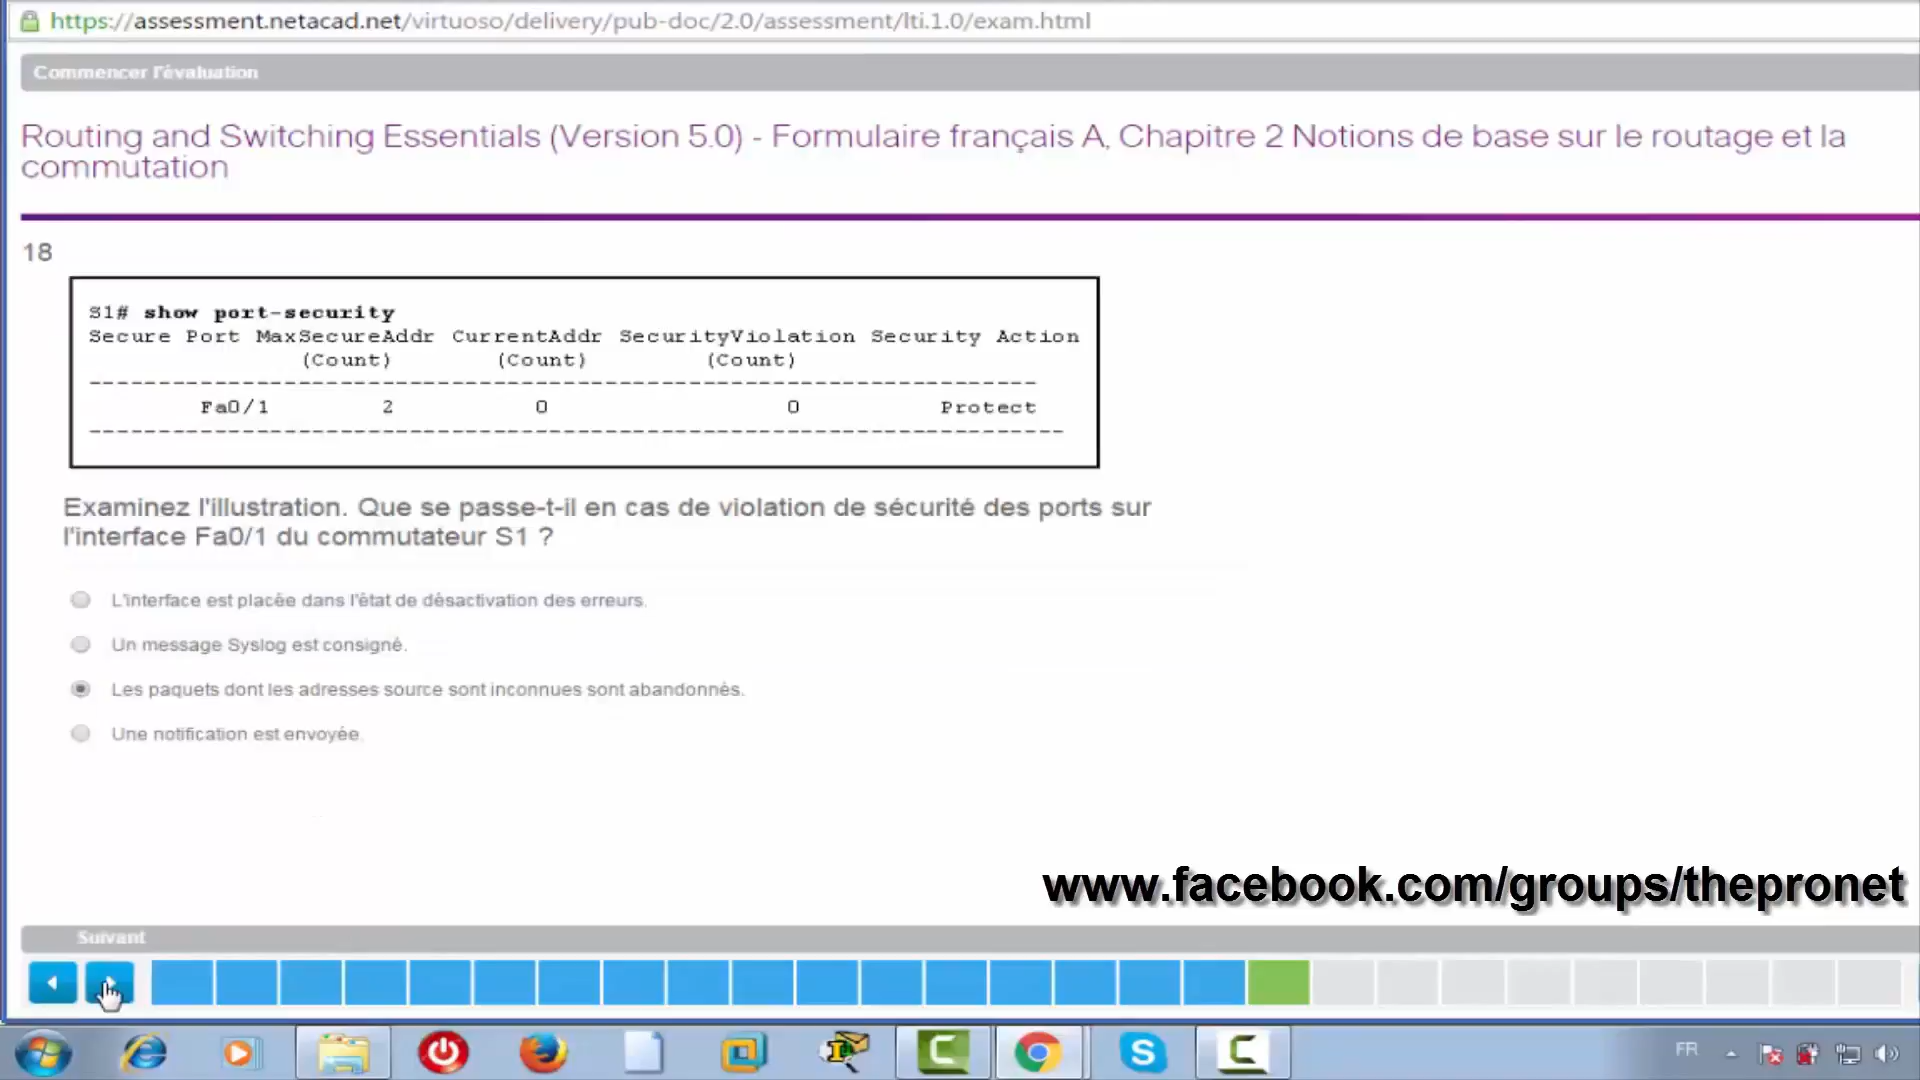 https://assessment.netacad.net/virtuoso/delivery/pub-doc/2.0/assessment/lti.1.0/exam.html
Commencer l'évaluation
Routing and Switching Essentials (Version 5.0) - Formulaire français A, Chapitre 2 Notions de base sur le routage et la
commutation
18
S1# show port-security
Secure Port MaxSecureAddr CurrentAddr SecurityViolation Security Action
(Count) (Count) (Count)
--------------------------------------------------------------------
Fa0/1 2 0 0 Protect
----------------------------------------------------------------------
Examinez l'illustration. Que se passe-t-il en cas de violation de sécurité des ports sur
l'interface Fa0/1 du commutateur S1 ?
L'interface est placée dans l'état de désactivation des erreurs.
Un message Syslog est consigné.
Les paquets dont les adresses source sont inconnues sont abandonnés.
Une notification est envoyée.
www.facebook.com/groups/thepronet
Suivant
FR